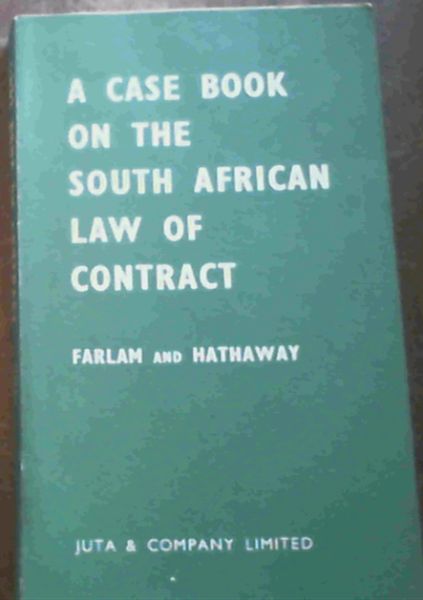 A CASE BOOK
ON THE
SOUTH AFRICAN
LAW OF
CONTRACT
FARLAM AND HATHAWAY
JUTA & COMPANY LIMITED